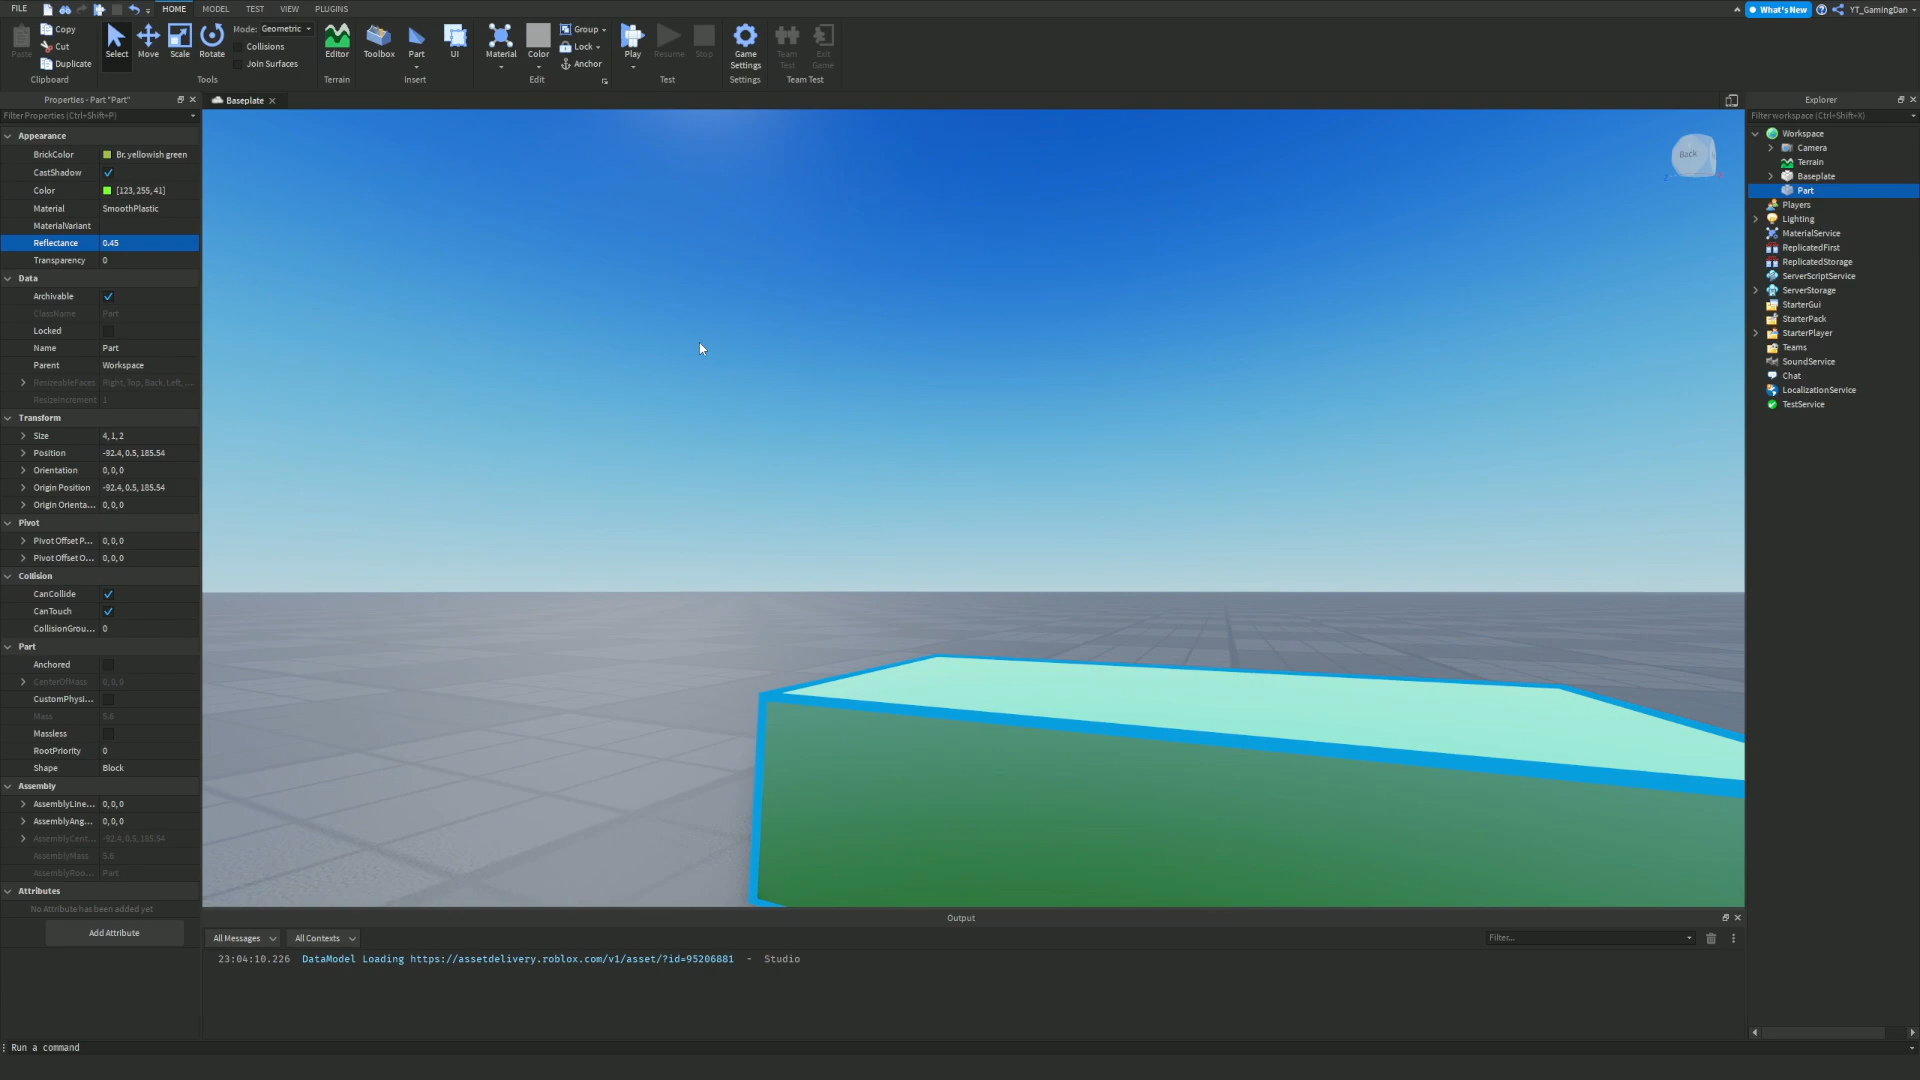 FILE HOME MODEL TEST VIEW PLUGINS What's New YT_GamingDan
Paste Copy Cut Duplicate Select Move Scale Rotate Mode: Geometric Collisions Join Surfaces Editor Toolbox Part UI Material Color Group Lock Anchor Play Resume Stop Game Settings Team Test Exit Game
Clipboard Tools Terrain Insert Edit Test Settings Team Test
Properties - Part "Part"
Filter Properties (Ctrl+Shift+P)
Appearance
BrickColor Br. yellowish green
CastShadow
Color [123, 255, 41]
Material SmoothPlastic
MaterialVariant
Reflectance 0.45
Transparency 0
Data
Archivable
ClassName Part
Locked
Name Part
Parent Workspace
ResizeableFaces Right, Top, Back, Left, ...
ResizeIncrement 1
Transform
Size 4, 1, 2
Position -92.4, 0.5, 185.54
Orientation 0, 0, 0
Origin Position -92.4, 0.5, 185.54
Origin Orienta... 0, 0, 0
Pivot
Pivot Offset P... 0, 0, 0
Pivot Offset O... 0, 0, 0
Collision
CanCollide
CanTouch
CollisionGrou... 0
Part
Anchored
CenterOfMass 0, 0, 0
CustomPhysi...
Mass 5.6
Massless
RootPriority 0
Shape Block
Assembly
AssemblyLine... 0, 0, 0
AssemblyAng... 0, 0, 0
AssemblyCent... -92.4, 0.5, 185.54
AssemblyMass 5.6
AssemblyRoo... Part
Attributes
No Attribute has been added yet
Add Attribute
Baseplate
Back
Explorer
Filter workspace (Ctrl+Shift+X)
Workspace
Camera
Terrain
Baseplate
Part
Players
Lighting
MaterialService
ReplicatedFirst
ReplicatedStorage
ServerScriptService
ServerStorage
StarterGui
StarterPack
StarterPlayer
Teams
SoundService
Chat
LocalizationService
TestService
Output
All Messages All Contexts Filter...
23:04:10.226 DataModel Loading https://assetdelivery.roblox.com/v1/asset/?id=95206881 - Studio
Run a command